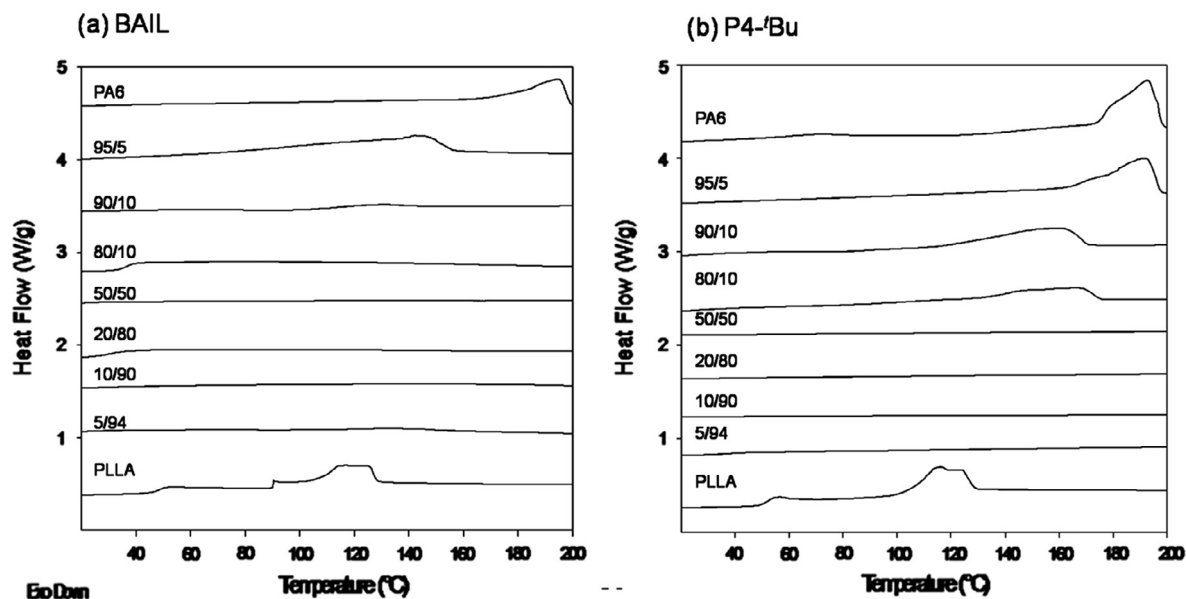 (a) BAIL
5
4
3
2
1
Heat Flow (W/g)
PA6
95/5
90/10
80/10
50/50
20/80
10/90
5/94
PLLA
40 60 80 100 120 140 160 180 200
Temperature (°C)
Exo Down
(b) P4-ᵗBu
5
4
3
2
1
Heat Flow (W/g)
PA6
95/5
90/10
80/10
50/50
20/80
10/90
5/94
PLLA
40 60 80 100 120 140 160 180 200
Temperature (°C)
- -